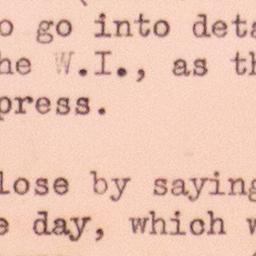 o go into deta
he W.I., as th
press.
lose by saying
e day, which w